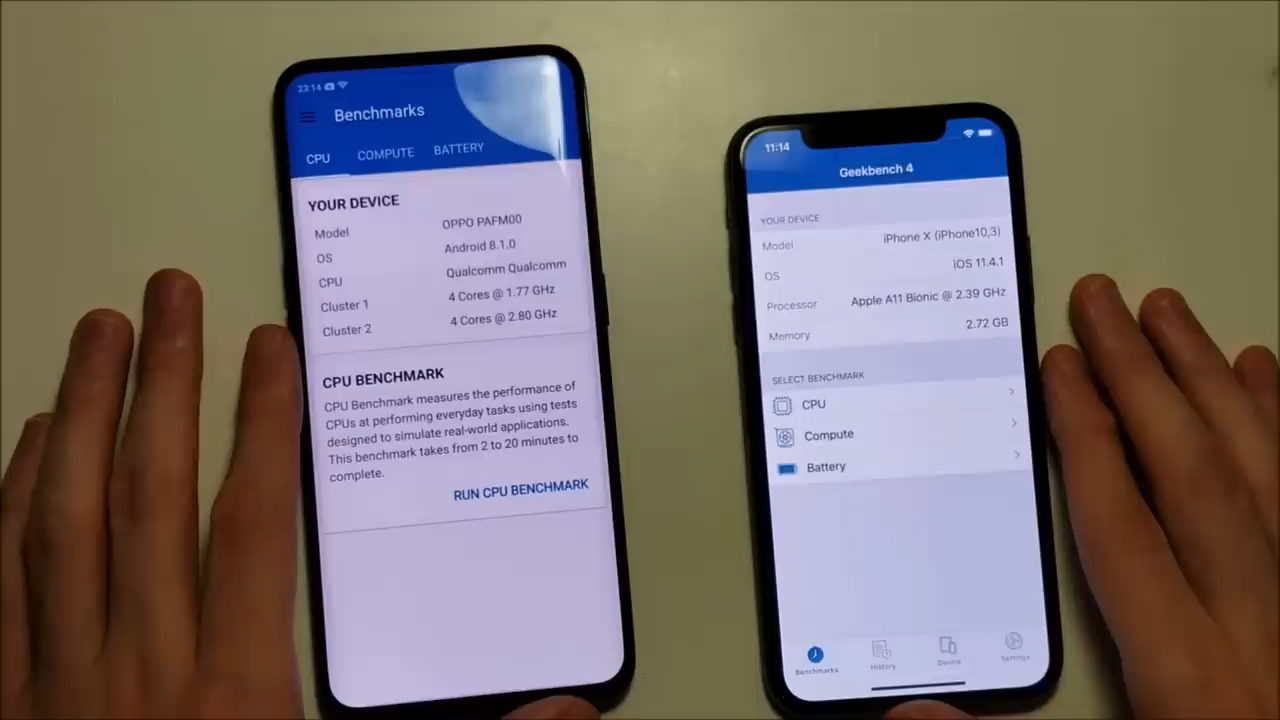 23:14
Benchmarks
CPU COMPUTE BATTERY
YOUR DEVICE
Model OPPO PAFM00
OS Android 8.1.0
CPU Qualcomm Qualcomm
Cluster 1 4 Cores @ 1.77 GHz
Cluster 2 4 Cores @ 2.80 GHz
CPU BENCHMARK
CPU Benchmark measures the performance of
CPUs at performing everyday tasks using tests
designed to simulate real-world applications.
This benchmark takes from 2 to 20 minutes to
complete.
RUN CPU BENCHMARK
11:14
Geekbench 4
YOUR DEVICE
Model iPhone X (iPhone10,3)
OS iOS 11.4.1
Processor Apple A11 Bionic @ 2.39 GHz
Memory 2.72 GB
SELECT BENCHMARK
CPU
Compute
Battery
Benchmarks History Device Settings